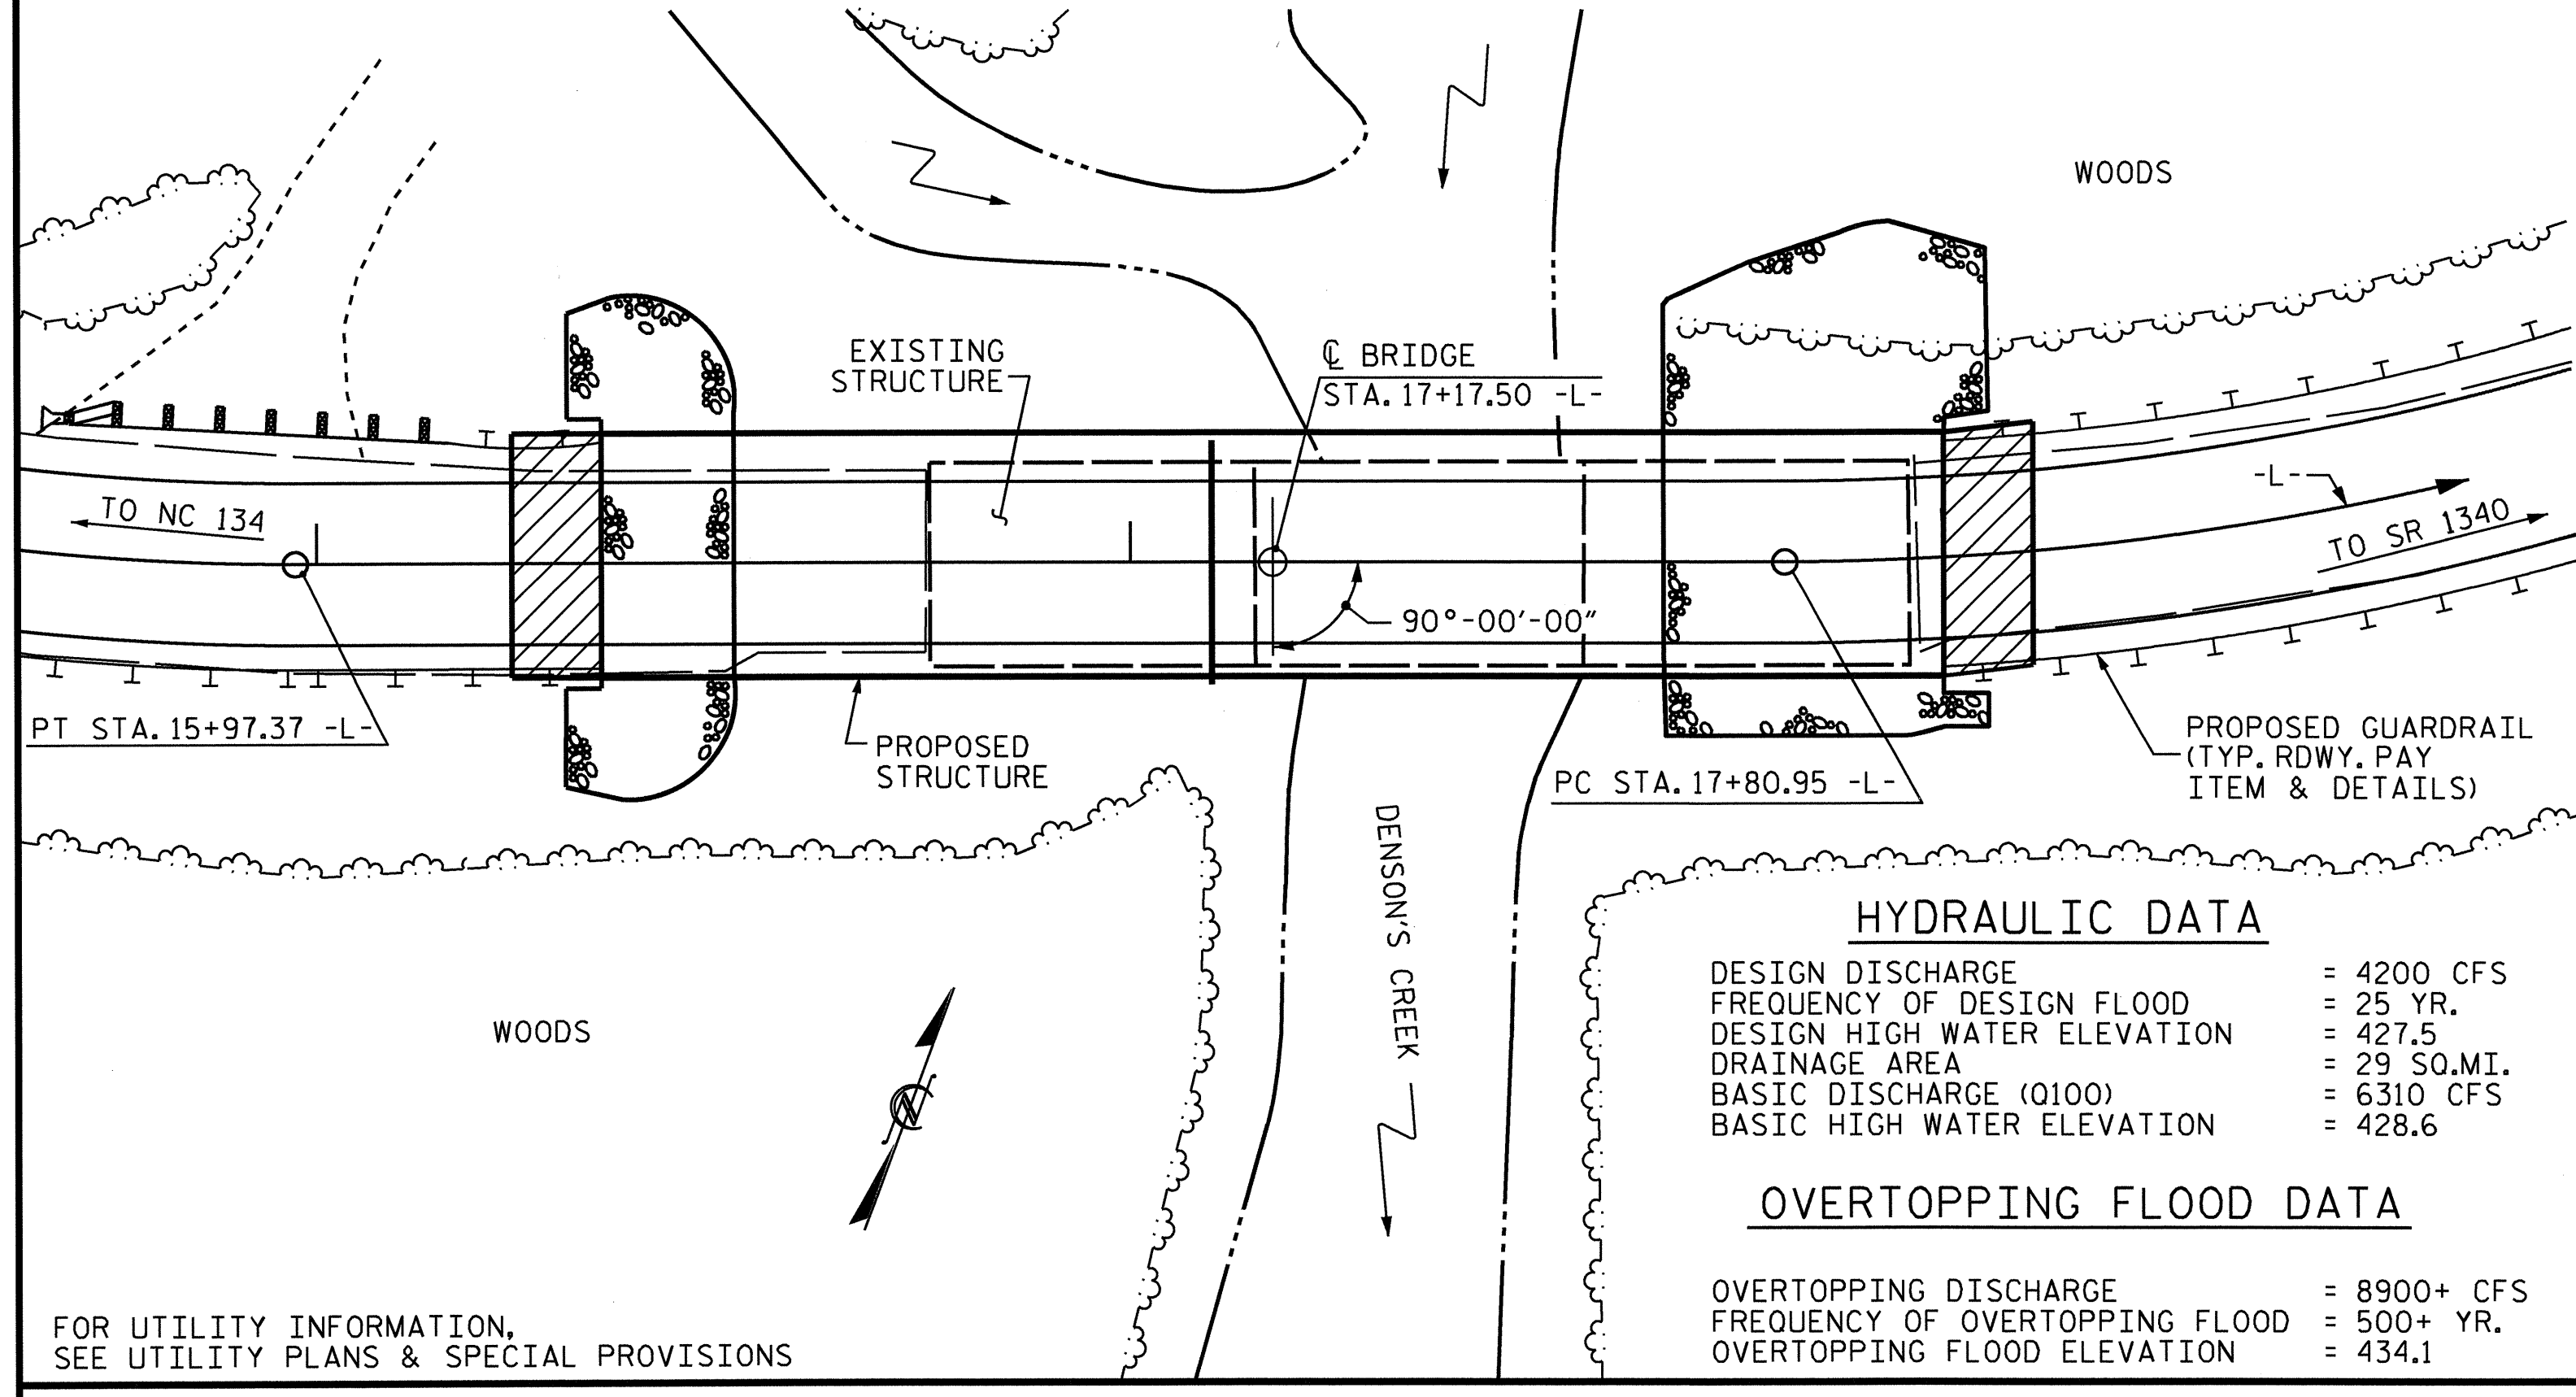 WOODS
EXISTING
STRUCTURE
℄ BRIDGE
STA. 17+17.50 -L-
TO NC 134
-L-
TO SR 1340
90°-00'-00"
PT STA. 15+97.37 -L-
PROPOSED
STRUCTURE
PC STA. 17+80.95 -L-
PROPOSED GUARDRAIL
(TYP. RDWY. PAY
ITEM & DETAILS)
DENSON'S CREEK
WOODS
N
HYDRAULIC DATA
DESIGN DISCHARGE = 4200 CFS
FREQUENCY OF DESIGN FLOOD = 25 YR.
DESIGN HIGH WATER ELEVATION = 427.5
DRAINAGE AREA = 29 SQ.MI.
BASIC DISCHARGE (Q100) = 6310 CFS
BASIC HIGH WATER ELEVATION = 428.6
OVERTOPPING FLOOD DATA
OVERTOPPING DISCHARGE = 8900+ CFS
FREQUENCY OF OVERTOPPING FLOOD = 500+ YR.
OVERTOPPING FLOOD ELEVATION = 434.1
FOR UTILITY INFORMATION,
SEE UTILITY PLANS & SPECIAL PROVISIONS